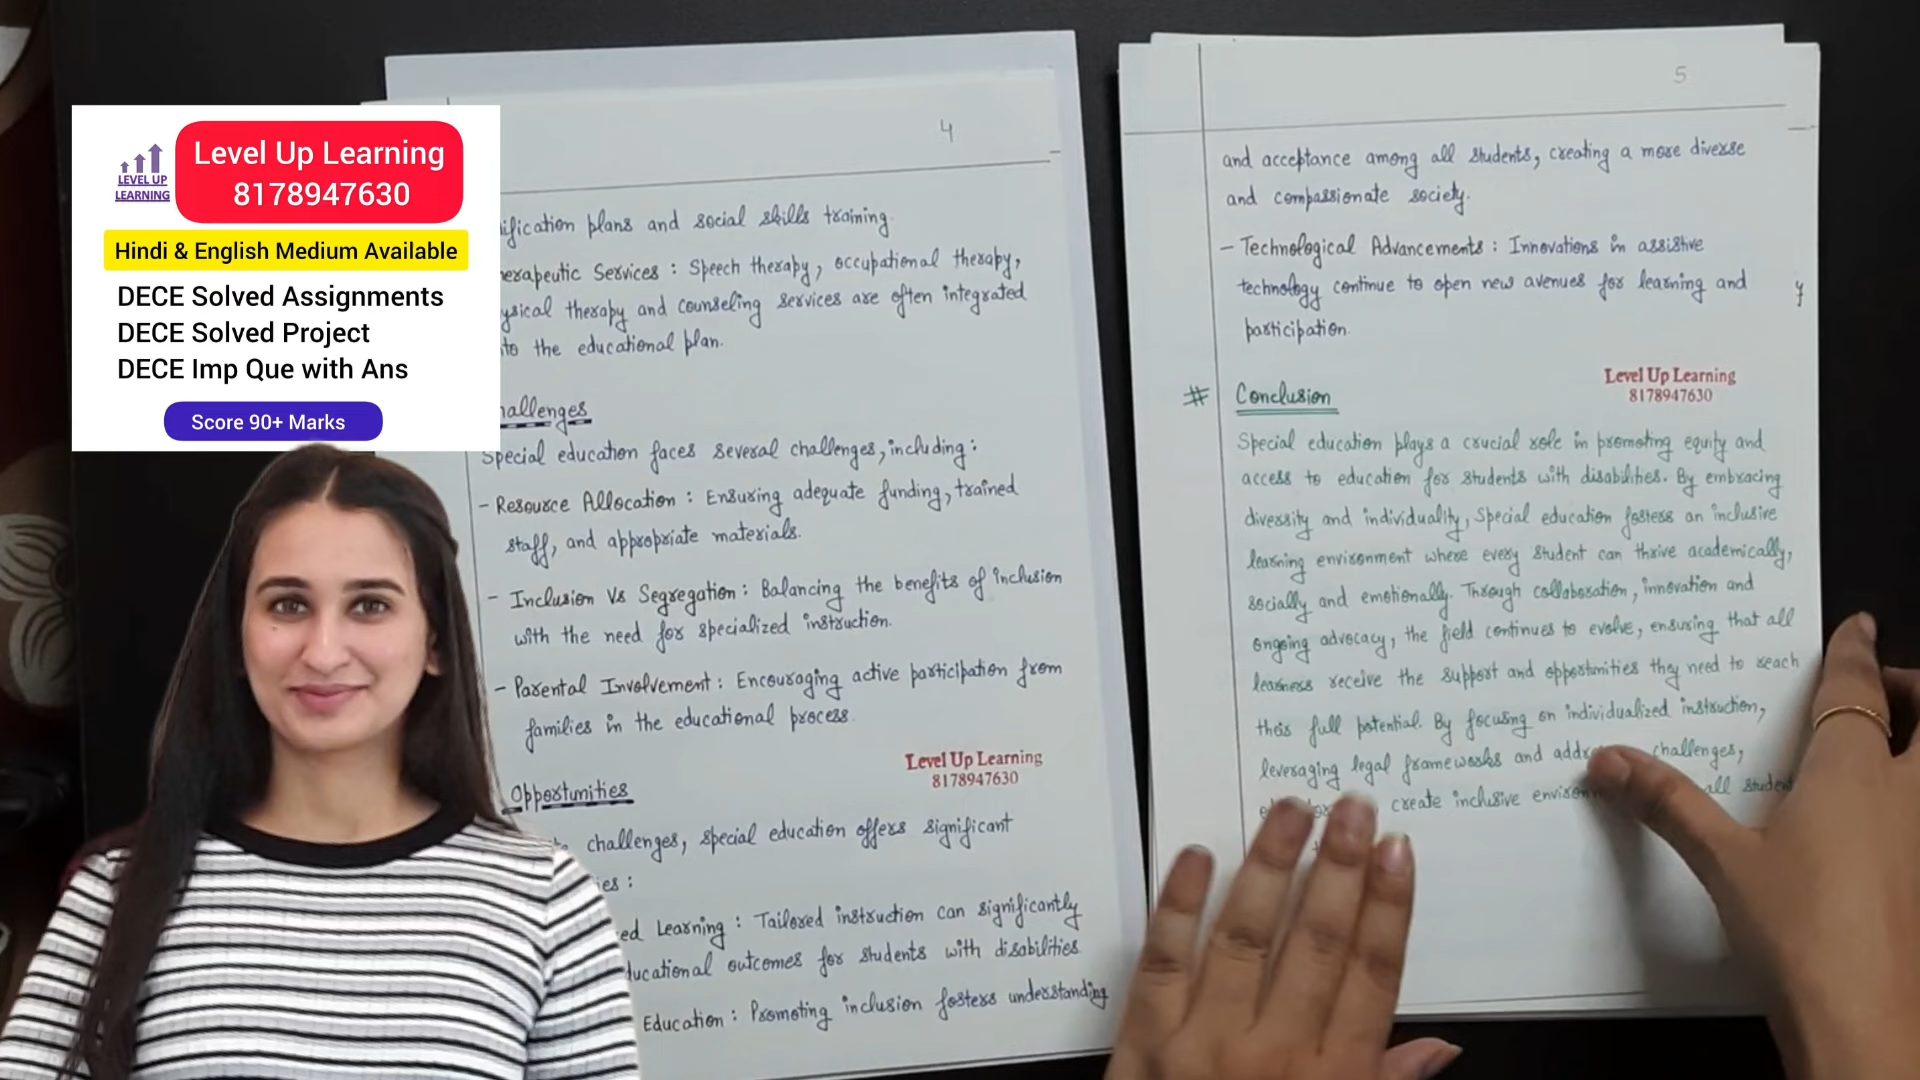 LEVEL UP
LEARNING
Level Up Learning
8178947630
Hindi & English Medium Available
DECE Solved Assignments
DECE Solved Project
DECE Imp Que with Ans
Score 90+ Marks
4
plans and social skills training.
Services : Speech therapy, occupational therapy,
therapy and counseling services are often integrated
the educational plan.
Special education faces several challenges, including :
- Resource Allocation : Ensuring adequate funding, trained
staff, and appropriate materials.
- Inclusion Vs Segregation : Balancing the benefits of inclusion
with the need for specialized instruction.
- Parental Involvement : Encouraging active participation from
families in the educational process.
Level Up Learning
8178947630
Opportunities
challenges, special education offers significant
Learning : Tailored instruction can significantly
outcomes for students with disabilities
Education : Promoting inclusion fosters understanding
5
and acceptance among all students, creating a more diverse
and compassionate society.
- Technological Advancements : Innovations in assistive
technology continue to open new avenues for learning and
participation.
Level Up Learning
8178947630
# Conclusion
Special education plays a crucial role in promoting equity and
access to education for students with disabilities. By embracing
diversity and individuality, Special education fosters an inclusive
learning environment where every student can thrive academically,
socially and emotionally. Through collaboration, innovation and
ongoing advocacy, the field continues to evolve, ensuring that all
learners receive the support and opportunities they need to reach
their full potential. By focusing on individualized instruction,
leveraging legal frameworks and challenges,
create inclusive all